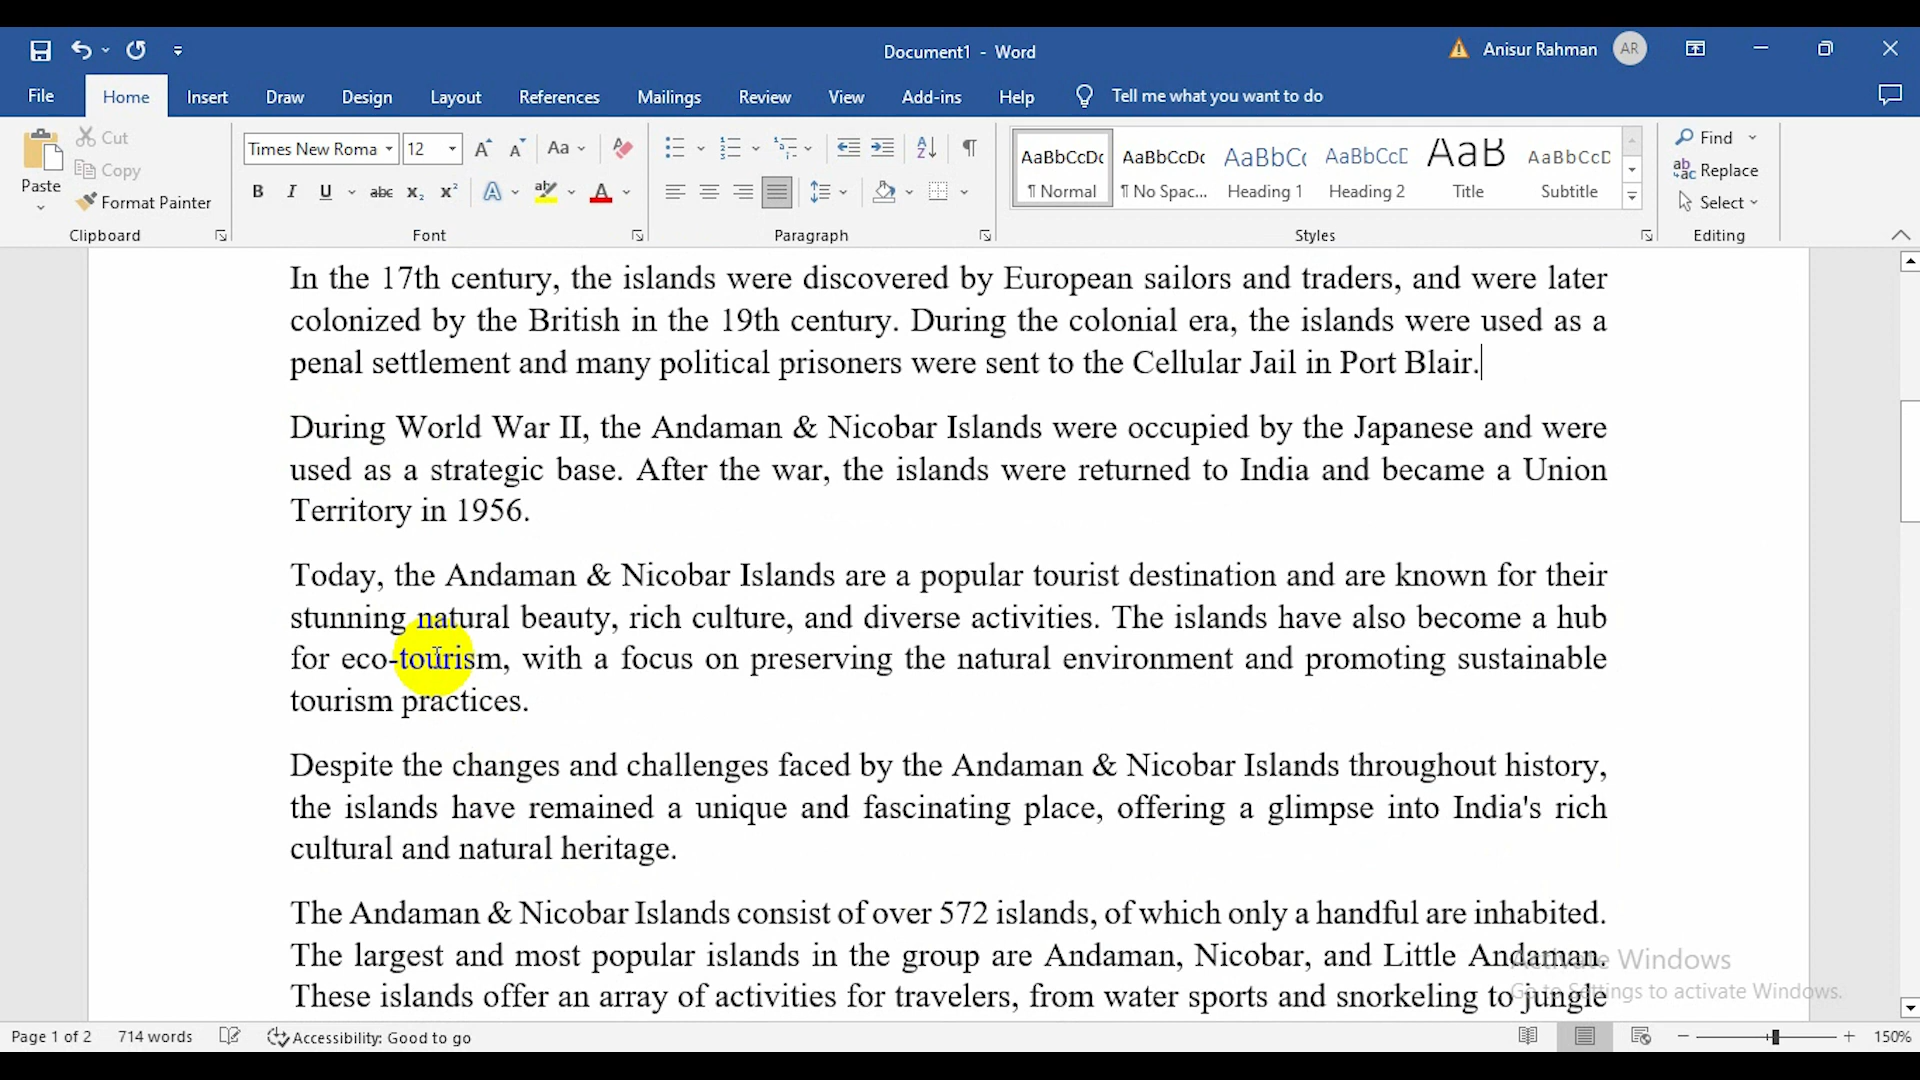 Document1 - Word
Anisur Rahman
AR
File Home Insert Draw Design Layout References Mailings Review View Add-ins Help Tell me what you want to do
Paste
Cut
Copy
Format Painter
Clipboard
Times New Roma
12
Font
Paragraph
AaBbCcDc AaBbCcDc AaBbCc AaBbCcC AaB AaBbCcC
¶ Normal ¶ No Spac... Heading 1 Heading 2 Title Subtitle
Styles
Find
Replace
Select
Editing
In the 17th century, the islands were discovered by European sailors and traders, and were later
colonized by the British in the 19th century. During the colonial era, the islands were used as a
penal settlement and many political prisoners were sent to the Cellular Jail in Port Blair.
During World War II, the Andaman & Nicobar Islands were occupied by the Japanese and were
used as a strategic base. After the war, the islands were returned to India and became a Union
Territory in 1956.
Today, the Andaman & Nicobar Islands are a popular tourist destination and are known for their
stunning natural beauty, rich culture, and diverse activities. The islands have also become a hub
for eco-tourism, with a focus on preserving the natural environment and promoting sustainable
tourism practices.
Despite the changes and challenges faced by the Andaman & Nicobar Islands throughout history,
the islands have remained a unique and fascinating place, offering a glimpse into India's rich
cultural and natural heritage.
The Andaman & Nicobar Islands consist of over 572 islands, of which only a handful are inhabited.
The largest and most popular islands in the group are Andaman, Nicobar, and Little Andaman.
These islands offer an array of activities for travelers, from water sports and snorkeling to jungle
Activate Windows
Go to Settings to activate Windows.
Page 1 of 2 714 words Accessibility: Good to go 150%